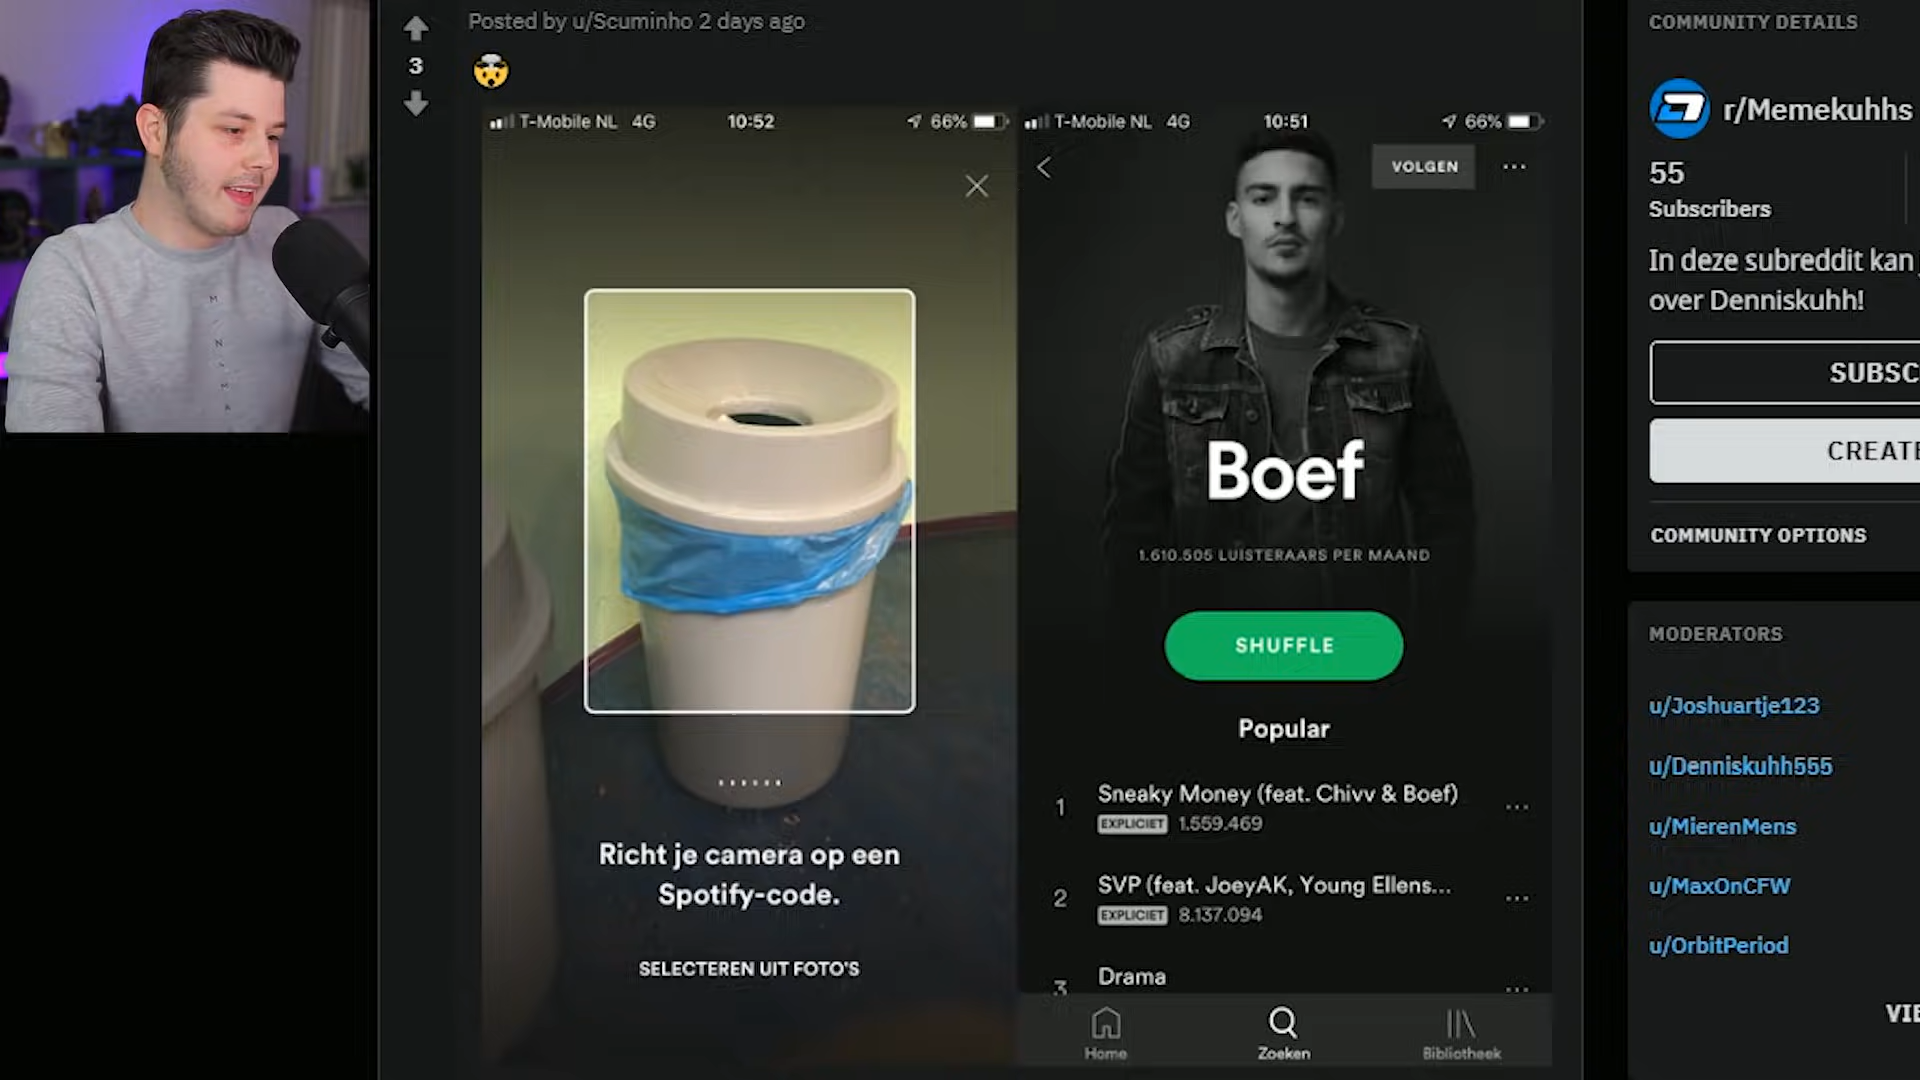 Posted by u/Scuminho 2 days ago
3
T-Mobile NL 4G 10:52 66%
Richt je camera op een
Spotify-code.
SELECTEREN UIT FOTO'S
T-Mobile NL 4G 10:51 66%
VOLGEN
Boef
1.610.505 LUISTERAARS PER MAAND
SHUFFLE
Popular
1 Sneaky Money (feat. Chivv & Boef)
EXPLICIET 1.559.469
2 SVP (feat. JoeyAK, Young Ellens...
EXPLICIET 8.137.094
3 Drama
Home Zoeken Bibliotheek
COMMUNITY DETAILS
r/Memekuhhs
55
Subscribers
In deze subreddit kan
over Denniskuhh!
SUBSC
CREATE
COMMUNITY OPTIONS
MODERATORS
u/Joshuartje123
u/Denniskuhh555
u/MierenMens
u/MaxOnCFW
u/OrbitPeriod
VIE